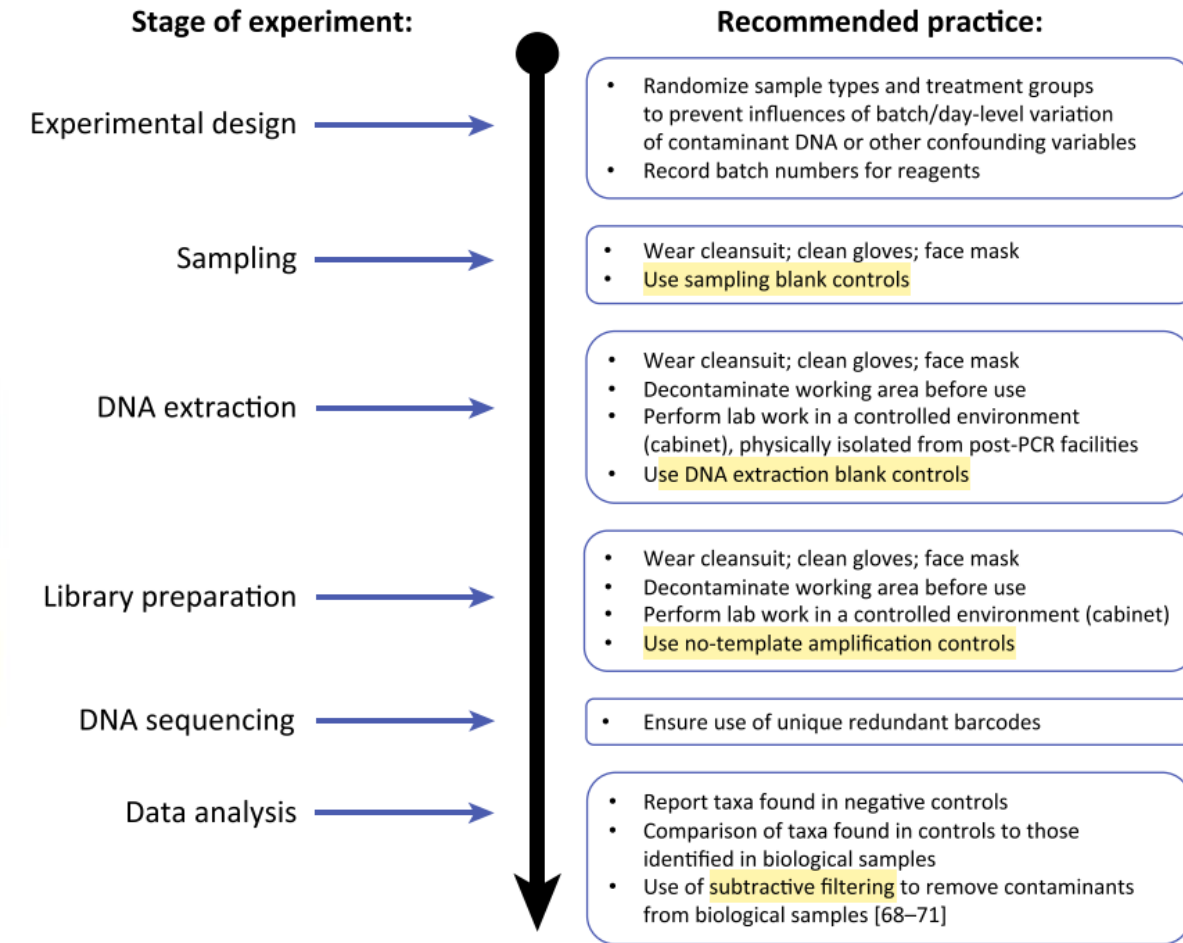 Stage of experiment:
Recommended practice:
Experimental design
• Randomize sample types and treatment groups
to prevent influences of batch/day-level variation
of contaminant DNA or other confounding variables
• Record batch numbers for reagents
Sampling
• Wear cleansuit; clean gloves; face mask
• Use sampling blank controls
DNA extraction
• Wear cleansuit; clean gloves; face mask
• Decontaminate working area before use
• Perform lab work in a controlled environment
(cabinet), physically isolated from post-PCR facilities
• Use DNA extraction blank controls
Library preparation
• Wear cleansuit; clean gloves; face mask
• Decontaminate working area before use
• Perform lab work in a controlled environment (cabinet)
• Use no-template amplification controls
DNA sequencing
• Ensure use of unique redundant barcodes
Data analysis
• Report taxa found in negative controls
• Comparison of taxa found in controls to those
identified in biological samples
• Use of subtractive filtering to remove contaminants
from biological samples [68–71]